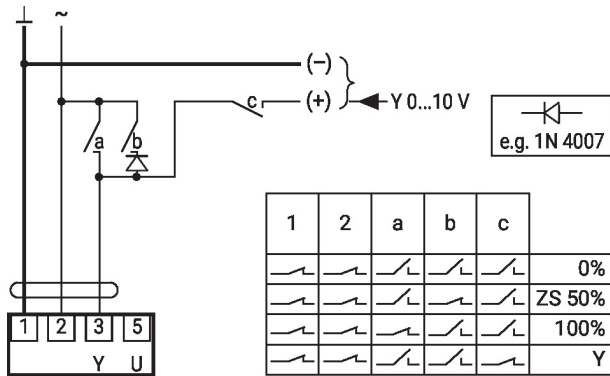 ~
(−)
c (+) Y 0...10 V
a b
e.g. 1N 4007
1 2 a b c
0%
ZS 50%
100%
Y
1 2 3 5
Y U